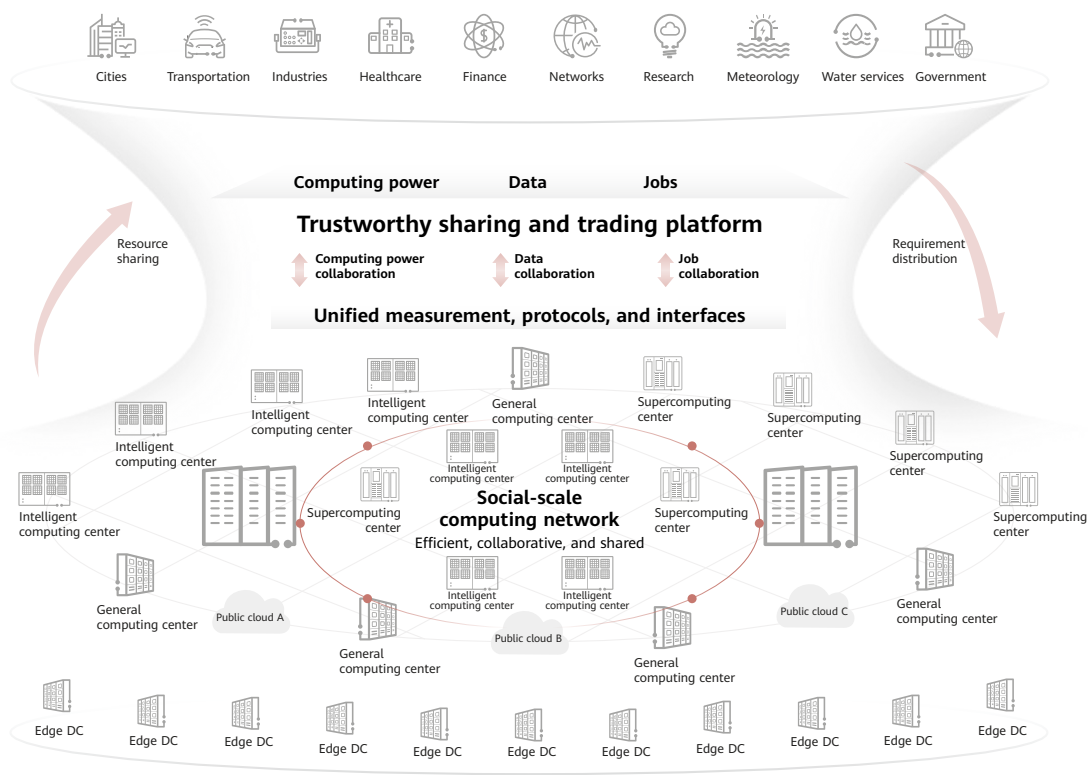 Cities
Transportation
Industries
Healthcare
Finance
Networks
Research
Meteorology
Water services
Government
Computing power
Data
Jobs
Trustworthy sharing and trading platform
Resource
sharing
Requirement
distribution
Computing power
collaboration
Data
collaboration
Job
collaboration
Unified measurement, protocols, and interfaces
Intelligent
computing center
Intelligent
computing center
General
computing center
Supercomputing
center
Supercomputing
center
Intelligent
computing center
Supercomputing
center
Intelligent
computing center
Intelligent
computing center
Intelligent
computing center
Supercomputing
center
Supercomputing
center
Supercomputing
center
Social-scale
computing network
Efficient, collaborative, and shared
Intelligent
computing center
Intelligent
computing center
General
computing center
Public cloud A
General
computing center
Public cloud B
General
computing center
Public cloud C
General
computing center
Edge DC
Edge DC
Edge DC
Edge DC
Edge DC
Edge DC
Edge DC
Edge DC
Edge DC
Edge DC
Edge DC